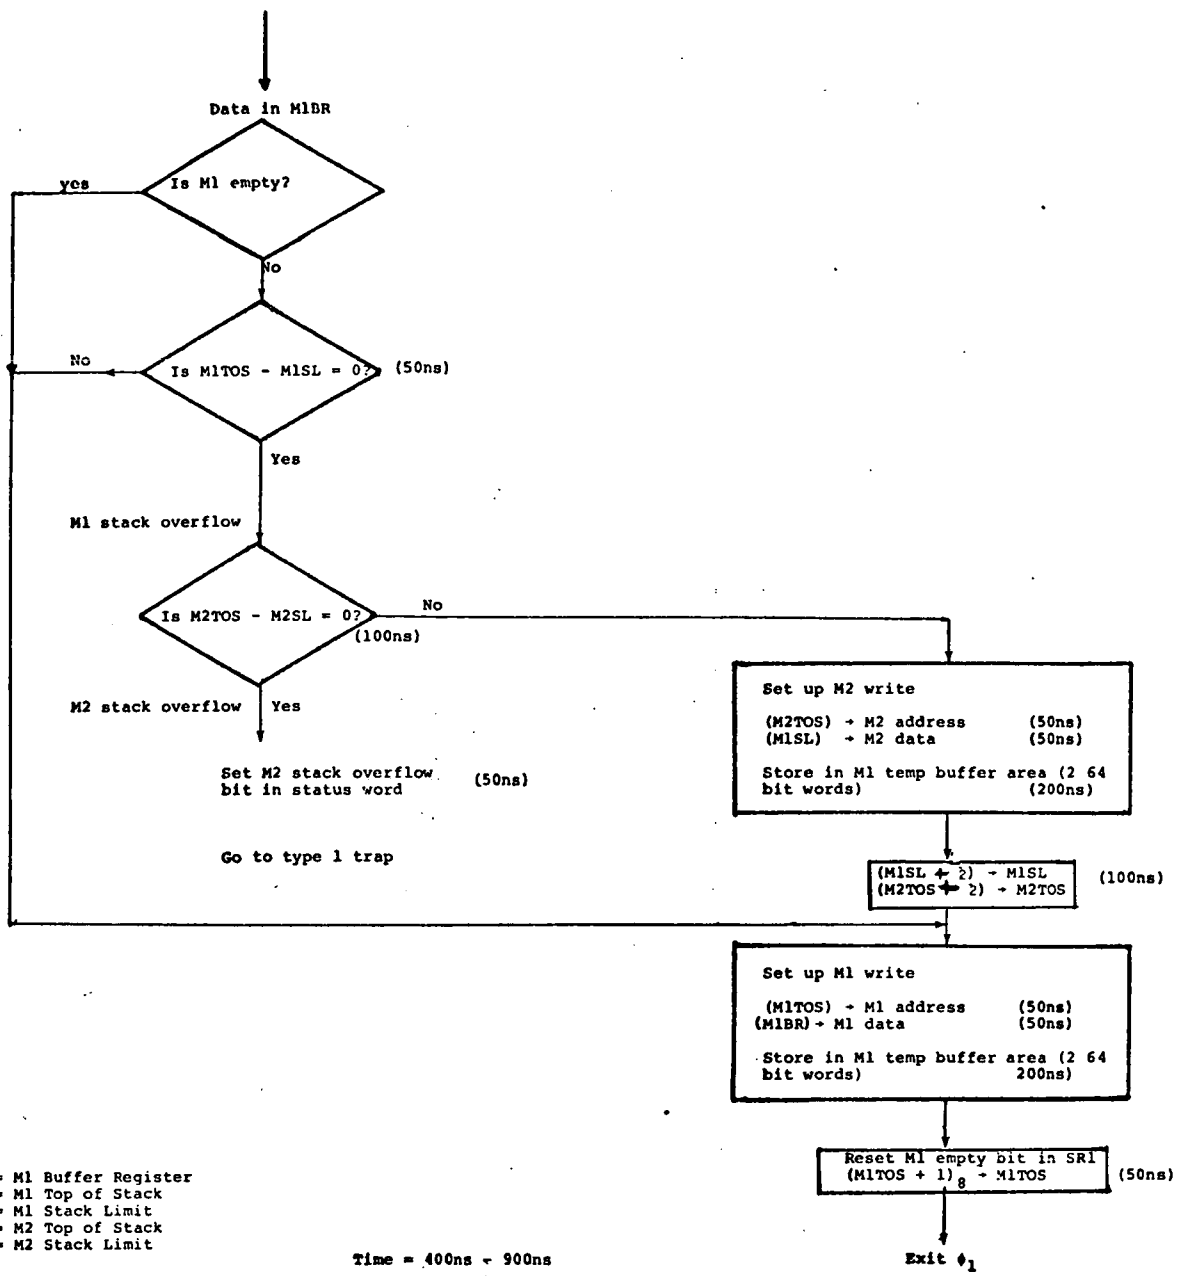 Data in M1BR
Is M1 empty?
yes
No
Is M1TOS - M1SL = 0?
(50ns)
No
Yes
M1 stack overflow
Is M2TOS - M2SL = 0?
(100ns)
No
M2 stack overflow
Yes
Set M2 stack overflow (50ns)
bit in status word
Go to type 1 trap
Set up M2 write
(M2TOS) → M2 address (50ns)
(M1SL) → M2 data (50ns)
Store in M1 temp buffer area (2 64
bit words) (200ns)
(M1SL + 2) → M1SL
(M2TOS + 2) → M2TOS
(100ns)
Set up M1 write
(M1TOS) → M1 address (50ns)
(M1BR) → M1 data (50ns)
Store in M1 temp buffer area (2 64
bit words) 200ns)
Reset M1 empty bit in SR1
(M1TOS + 1)8 → M1TOS (50ns)
Exit ϕ1
= M1 Buffer Register
= M1 Top of Stack
= M1 Stack Limit
= M2 Top of Stack
= M2 Stack Limit
Time = 400ns - 900ns